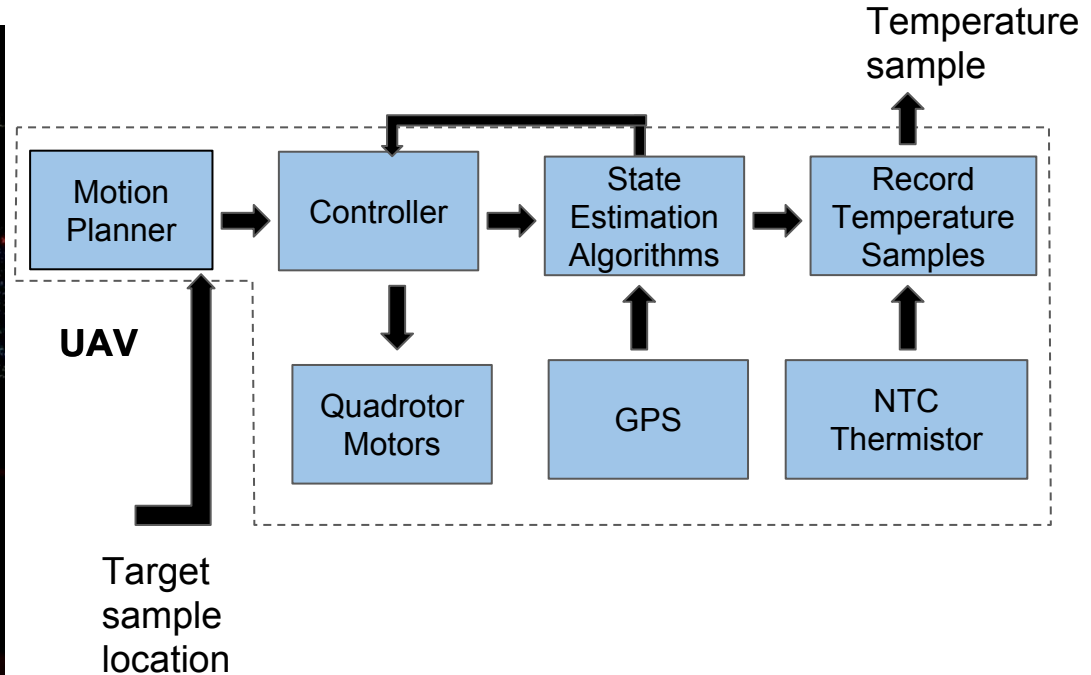 Temperature
sample
Motion
Planner
Controller
State
Estimation
Algorithms
Record
Temperature
Samples
UAV
Quadrotor
Motors
GPS
NTC
Thermistor
Target
sample
location